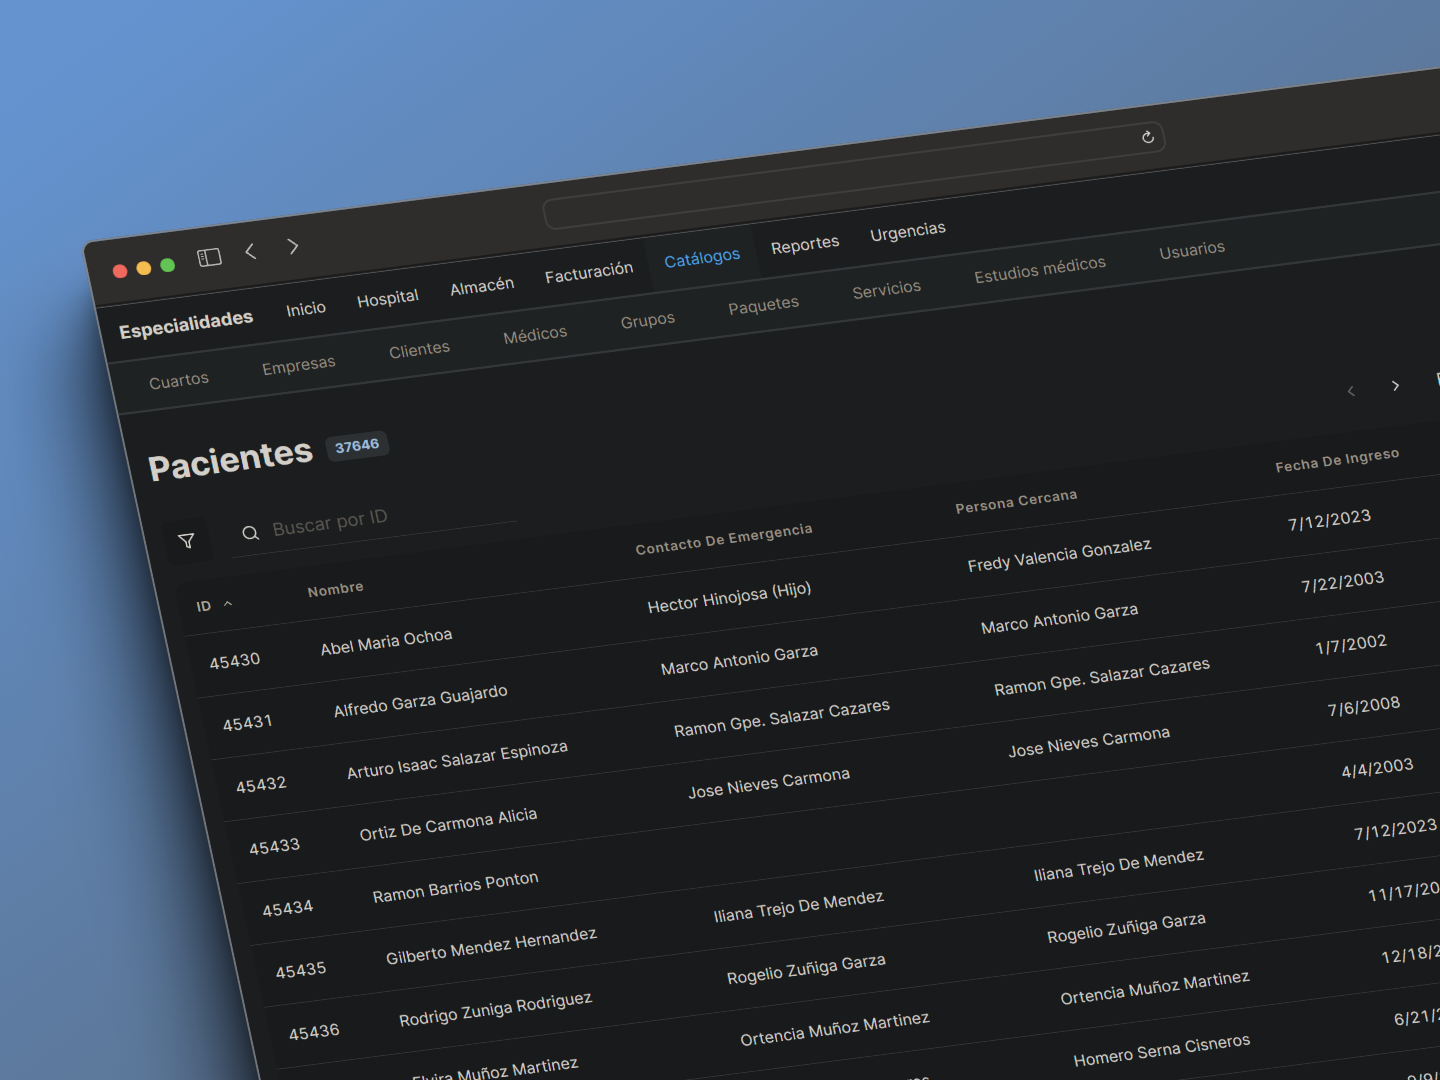 Especialidades Inicio Hospital Almacén Facturación Catálogos Reportes Urgencias
Cuartos Empresas Clientes Médicos Grupos Paquetes Servicios Estudios médicos Usuarios
Pacientes 37646
Buscar por ID
ID Nombre Contacto De Emergencia Persona Cercana Fecha De Ingreso
45430 Abel Maria Ochoa Hector Hinojosa (Hijo) Fredy Valencia Gonzalez 7/12/2023
45431 Alfredo Garza Guajardo Marco Antonio Garza Marco Antonio Garza 7/22/2003
45432 Arturo Isaac Salazar Espinoza Ramon Gpe. Salazar Cazares Ramon Gpe. Salazar Cazares 1/7/2002
45433 Ortiz De Carmona Alicia Jose Nieves Carmona Jose Nieves Carmona 7/6/2008
45434 Ramon Barrios Ponton 4/4/2003
45435 Gilberto Mendez Hernandez Iliana Trejo De Mendez Iliana Trejo De Mendez 7/12/2023
45436 Rodrigo Zuniga Rodriguez Rogelio Zuñiga Garza Rogelio Zuñiga Garza 11/17/20
Elvira Muñoz Martinez Ortencia Muñoz Martinez Ortencia Muñoz Martinez 12/18/2
Homero Serna Cisneros 6/21/2